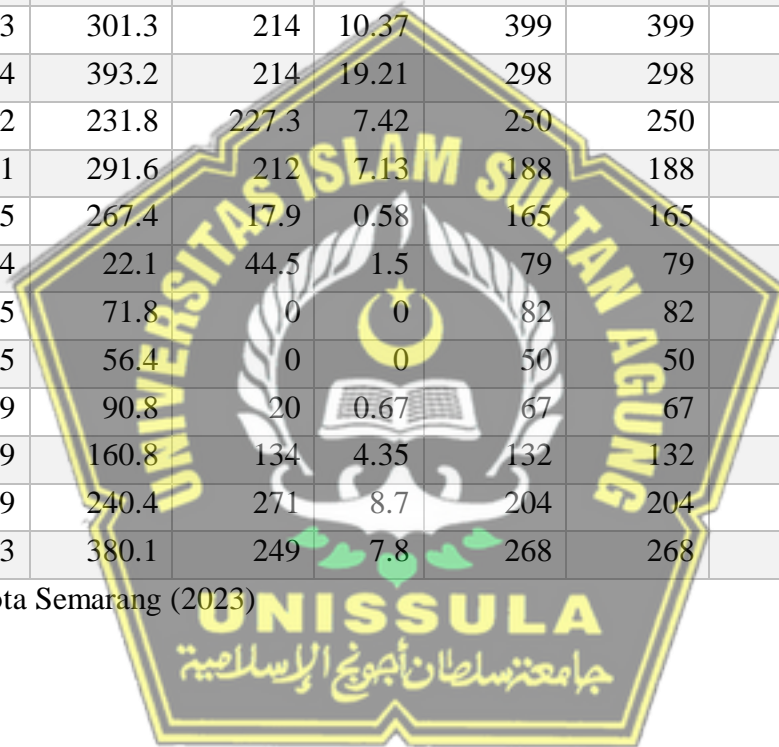 3 301.3 214 10.37 399 399
4 393.2 214 19.21 298 298
2 231.8 227.3 7.42 250 250
1 291.6 212 7.13 188 188
5 267.4 17.9 0.58 165 165
4 22.1 44.5 1.5 79 79
5 71.8 0 0 82 82
5 56.4 0 0 50 50
9 90.8 20 0.67 67 67
9 160.8 134 4.35 132 132
9 240.4 271 8.7 204 204
3 380.1 249 7.8 268 268
ota Semarang (2023)
UNIVERSITAS ISLAM SULTAN AGUNG
UNISSULA
جامعتنسلطان أجونج الإسلامية